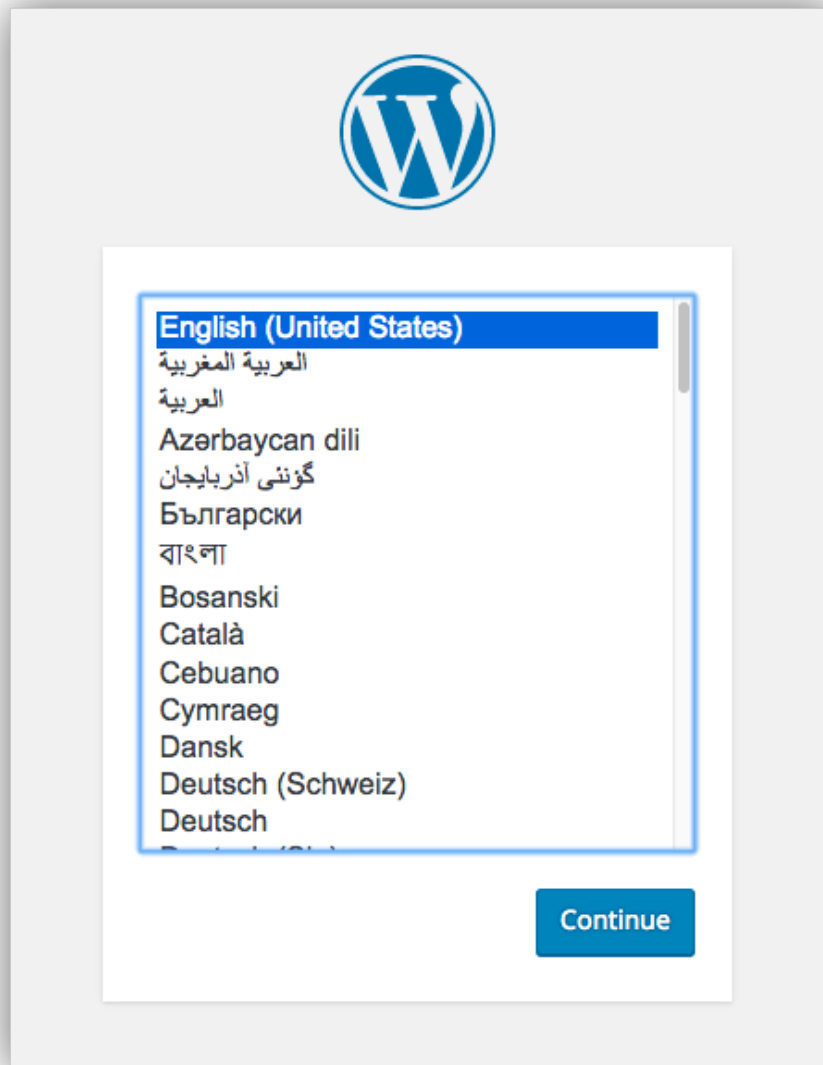 English (United States)
العربية المغربية
العربية
Azərbaycan dili
گؤنئی آذربایجان
Български
বাংলা
Bosanski
Català
Cebuano
Cymraeg
Dansk
Deutsch (Schweiz)
Deutsch
Continue